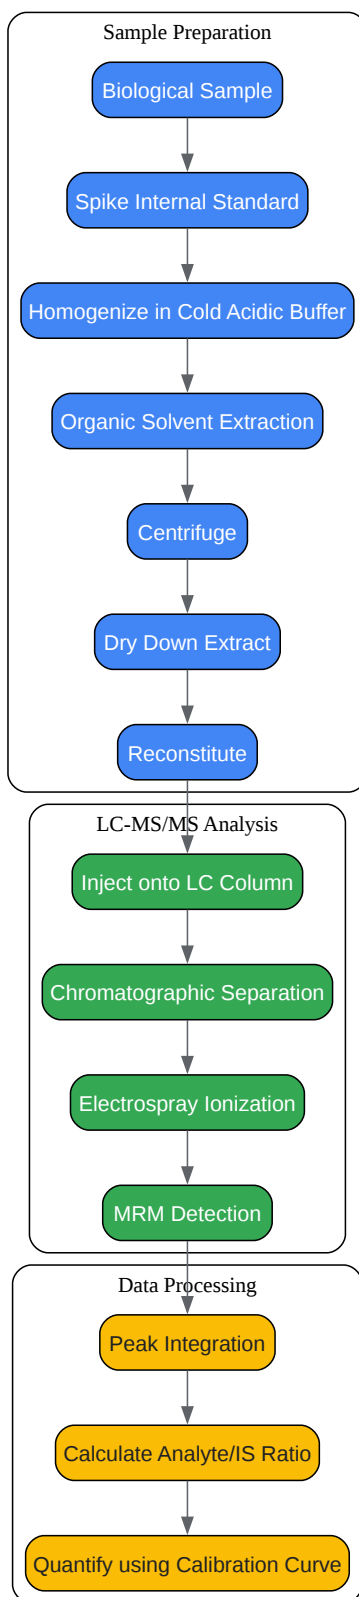 Sample Preparation
Biological Sample
Spike Internal Standard
Homogenize in Cold Acidic Buffer
Organic Solvent Extraction
Centrifuge
Dry Down Extract
Reconstitute
LC-MS/MS Analysis
Inject onto LC Column
Chromatographic Separation
Electrospray Ionization
MRM Detection
Data Processing
Peak Integration
Calculate Analyte/IS Ratio
Quantify using Calibration Curve